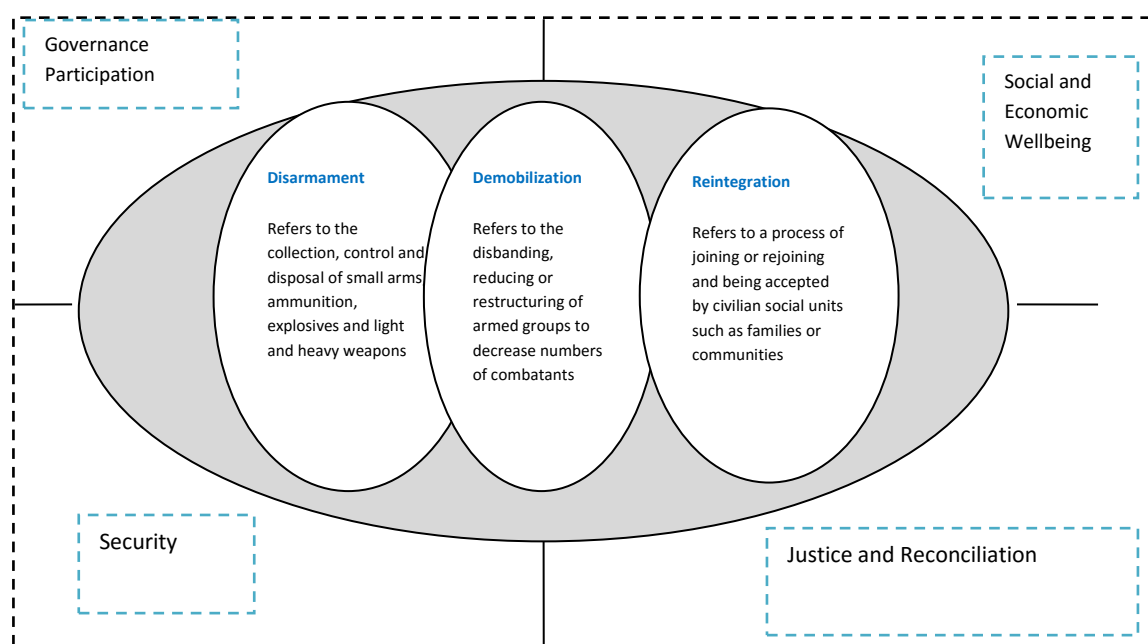 Governance
Participation
Social and
Economic
Wellbeing
Disarmament
Refers to the
collection, control and
disposal of small arms
ammunition,
explosives and light
and heavy weapons
Demobilization
Refers to the
disbanding,
reducing or
restructuring of
armed groups to
decrease numbers
of combatants
Reintegration
Refers to a process of
joining or rejoining
and being accepted
by civilian social units
such as families or
communities
Security
Justice and Reconciliation